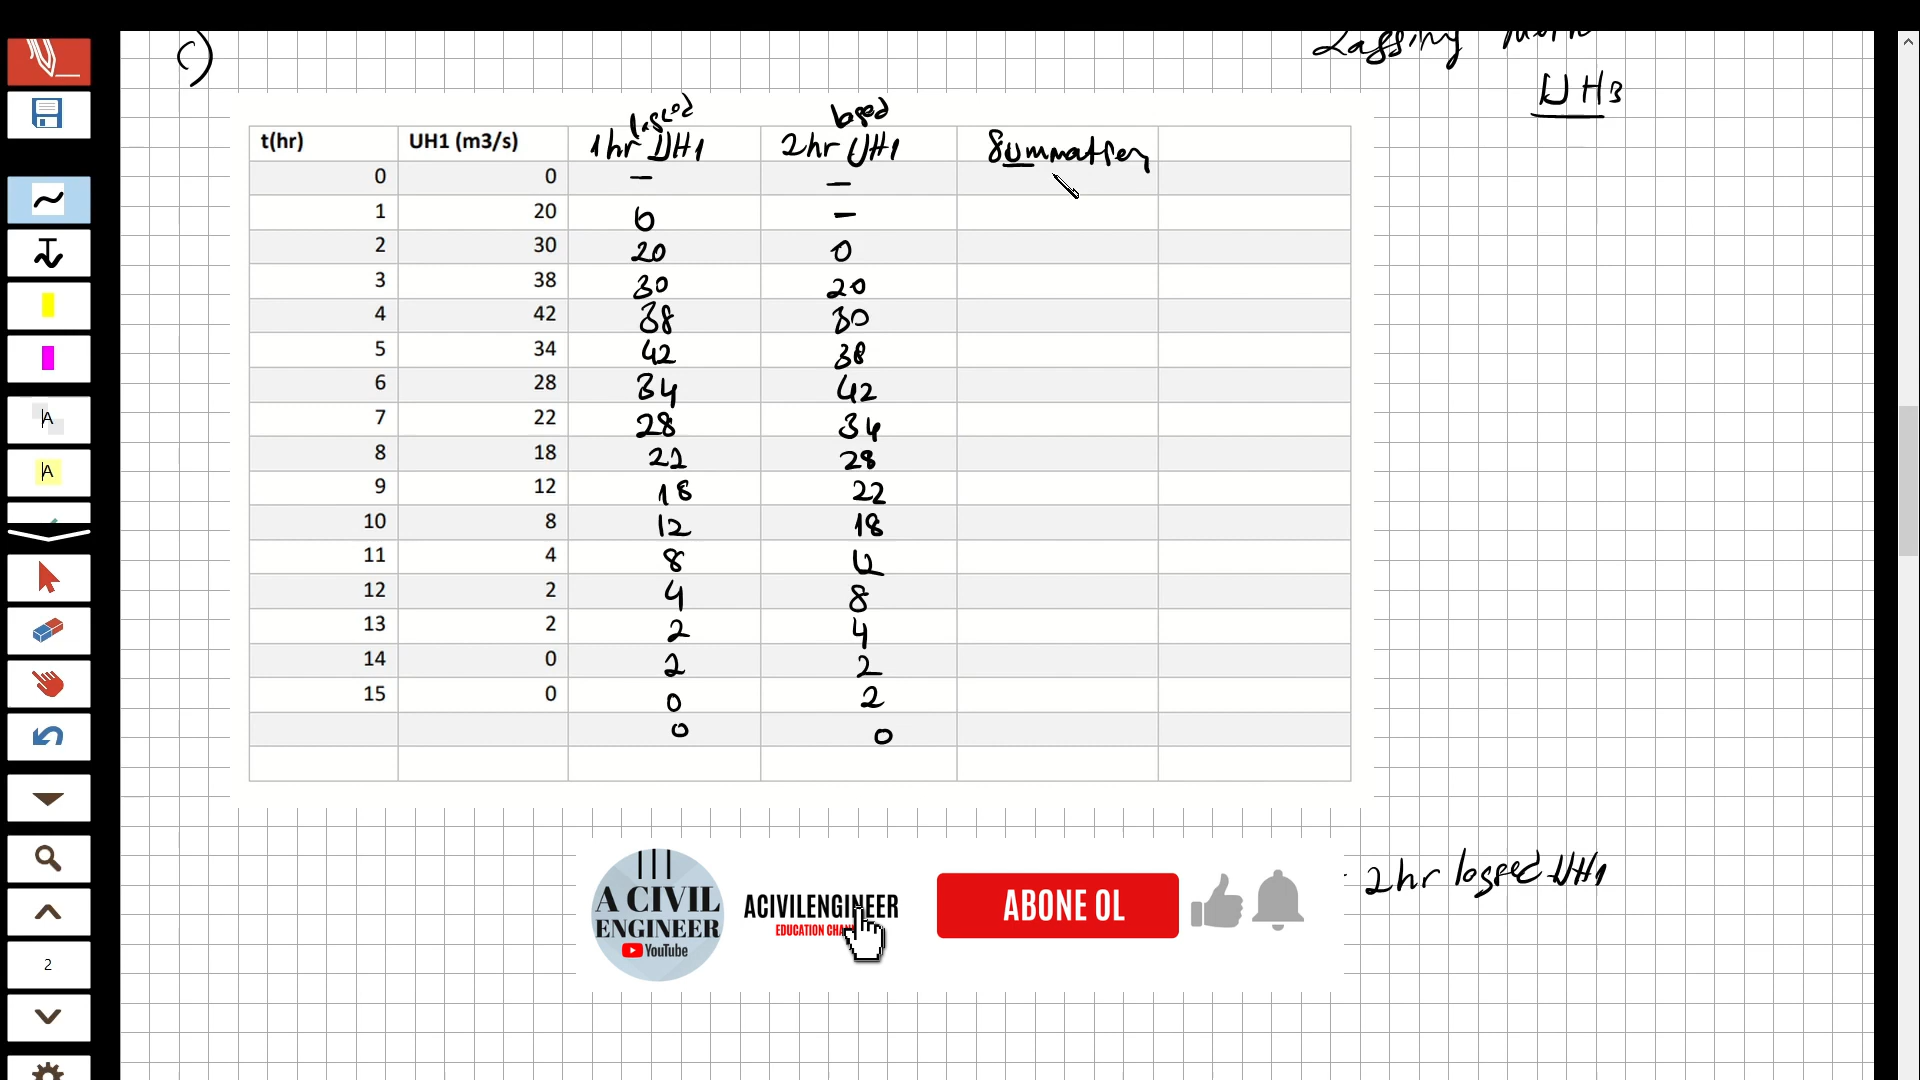 c)
UH3
lagged lagged
t(hr) UH1 (m3/s) 1hr UH1 2hr UH1 Summation
0 0 – –
1 20 0 –
2 30 20 0
3 38 30 20
4 42 38 30
5 34 42 38
6 28 34 42
7 22 28 34
8 18 22 28
9 12 18 22
10 8 12 18
11 4 8 12
12 2 4 8
13 2 2 4
14 0 2 2
15 0 0 2
0 0
2hr lagged UH1
A CIVIL
ENGINEER
YouTube
ACIVILENGINEER
ABONE OL
2